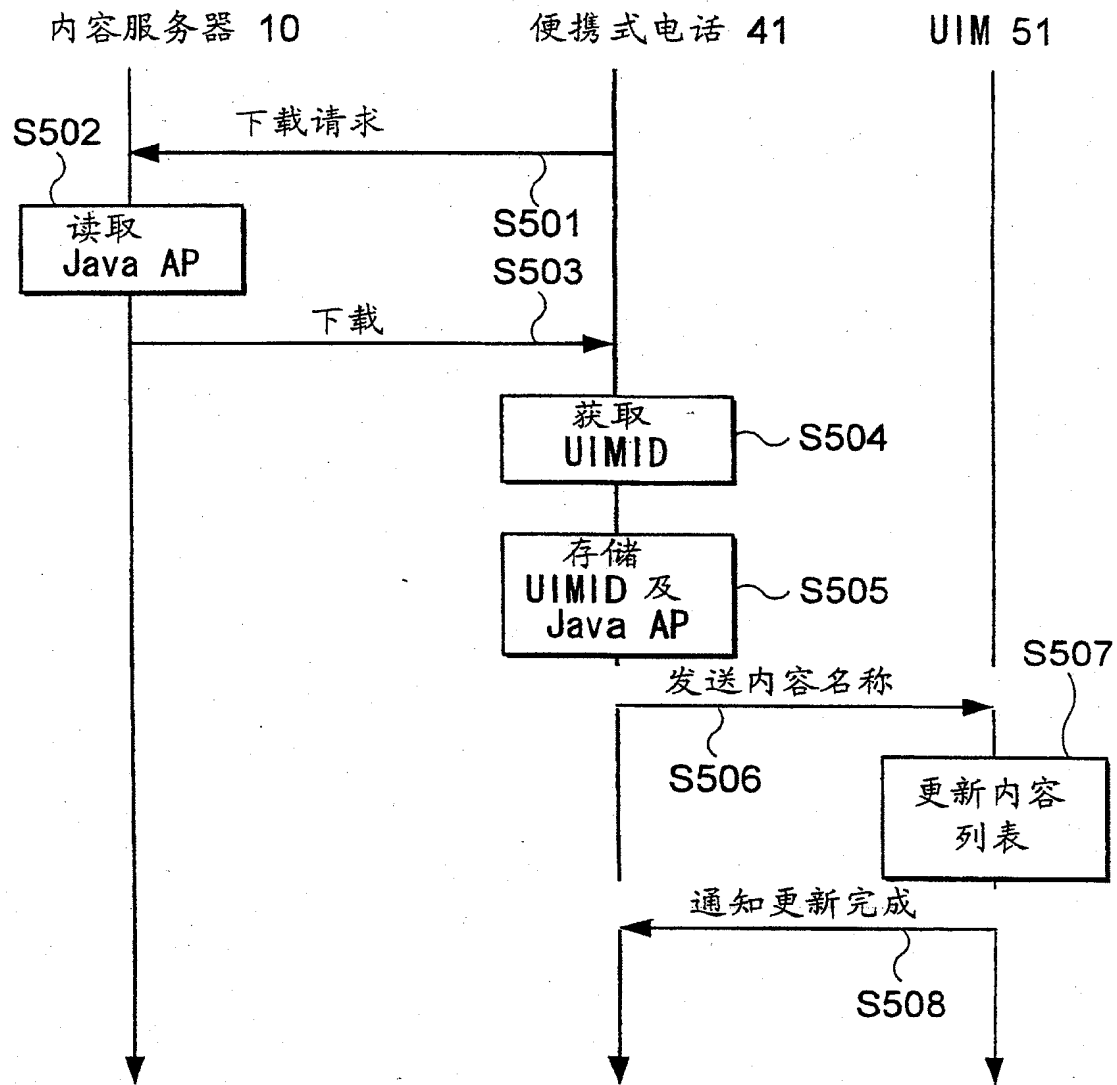 内容服务器 10
便携式电话 41
UIM 51
下载请求
S502
S501
读取
Java AP
S503
下载
获取
UIMID
S504
存储
UIMID 及
Java AP
S505
发送内容名称
S507
S506
更新内容
列表
通知更新完成
S508